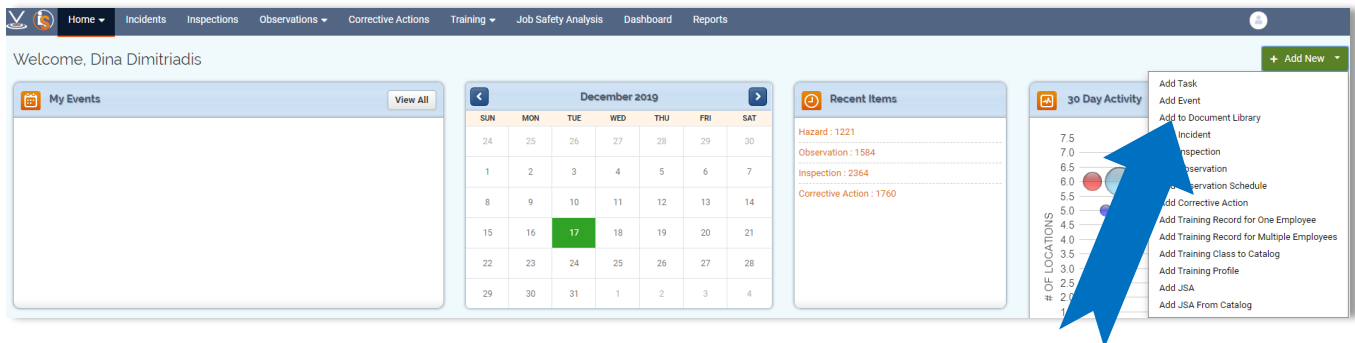 Home Incidents Inspections Observations Corrective Actions Training Job Safety Analysis Dashboard Reports
Welcome, Dina Dimitriadis
+ Add New
My Events
View All
December 2019
SUN MON TUE WED THU FRI SAT
24 25 26 27 28 29 30
1 2 3 4 5 6 7
8 9 10 11 12 13 14
15 16 17 18 19 20 21
22 23 24 25 26 27 28
29 30 31 1 2 3 4
Recent Items
Hazard : 1221
Observation : 1584
Inspection : 2364
Corrective Action : 1760
30 Day Activity
7.5
7.0
6.5
6.0
5.5
5.0
4.5
4.0
3.5
3.0
2.5
2.0
# OF LOCATIONS
Add Task
Add Event
Add to Document Library
Incident
Inspection
Observation
Observation Schedule
Add Corrective Action
Add Training Record for One Employee
Add Training Record for Multiple Employees
Add Training Class to Catalog
Add Training Profile
Add JSA
Add JSA From Catalog